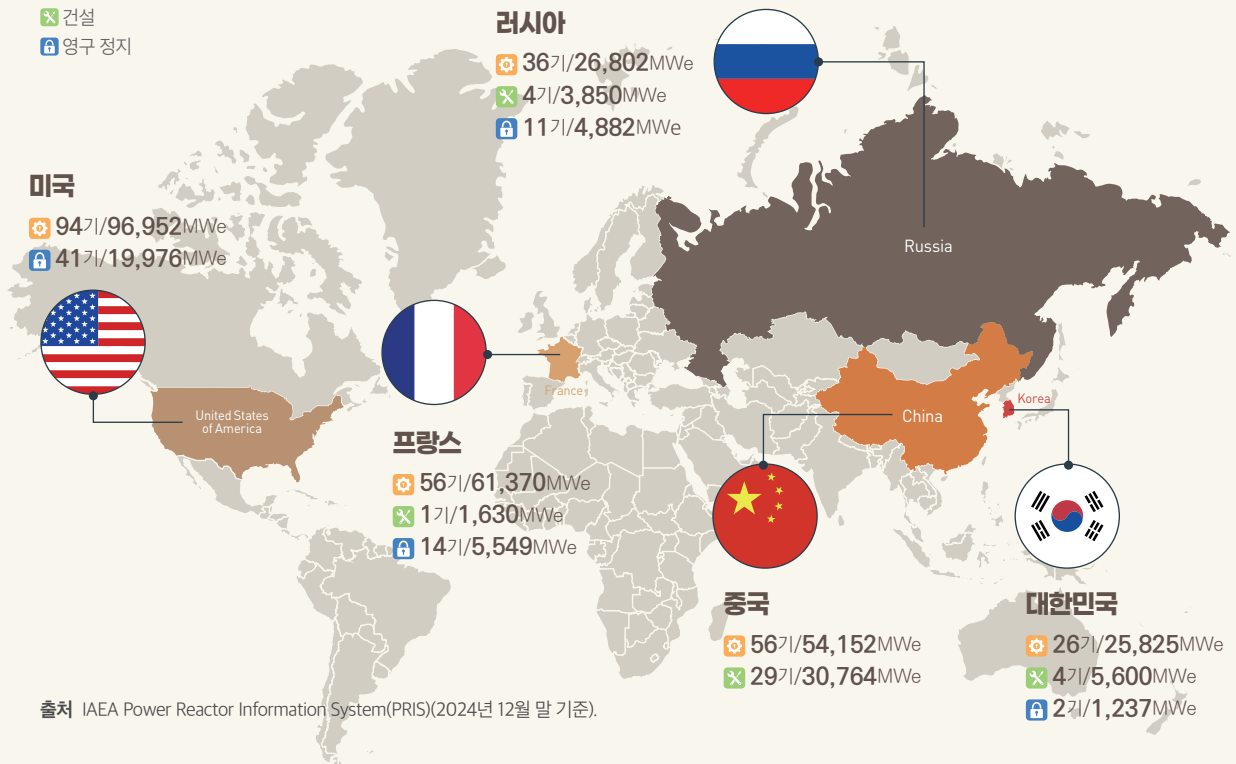 건설
영구 정지
러시아
36기/26,802MWe
4기/3,850MWe
11기/4,882MWe
미국
94기/96,952MWe
41기/19,976MWe
Russia
United States
of America
France
China
Korea
프랑스
56기/61,370MWe
1기/1,630MWe
14기/5,549MWe
중국
56기/54,152MWe
29기/30,764MWe
대한민국
26기/25,825MWe
4기/5,600MWe
2기/1,237MWe
출처 IAEA Power Reactor Information System(PRIS)(2024년 12월 말 기준).